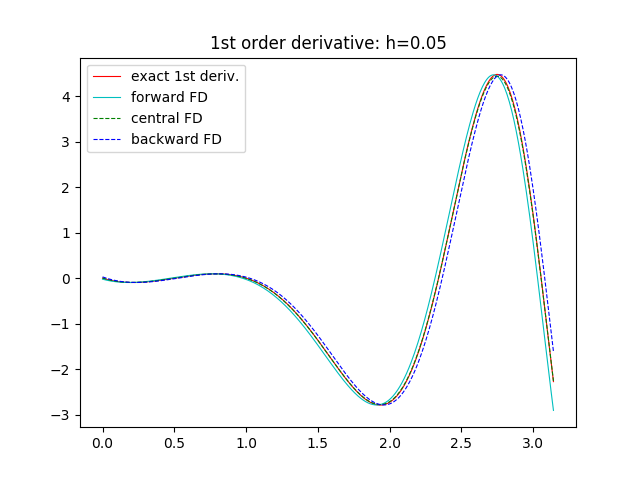 1st order derivative: h=0.05
exact 1st deriv.
forward FD
central FD
backward FD
4
3
2
1
0
−1
−2
−3
0.0 0.5 1.0 1.5 2.0 2.5 3.0